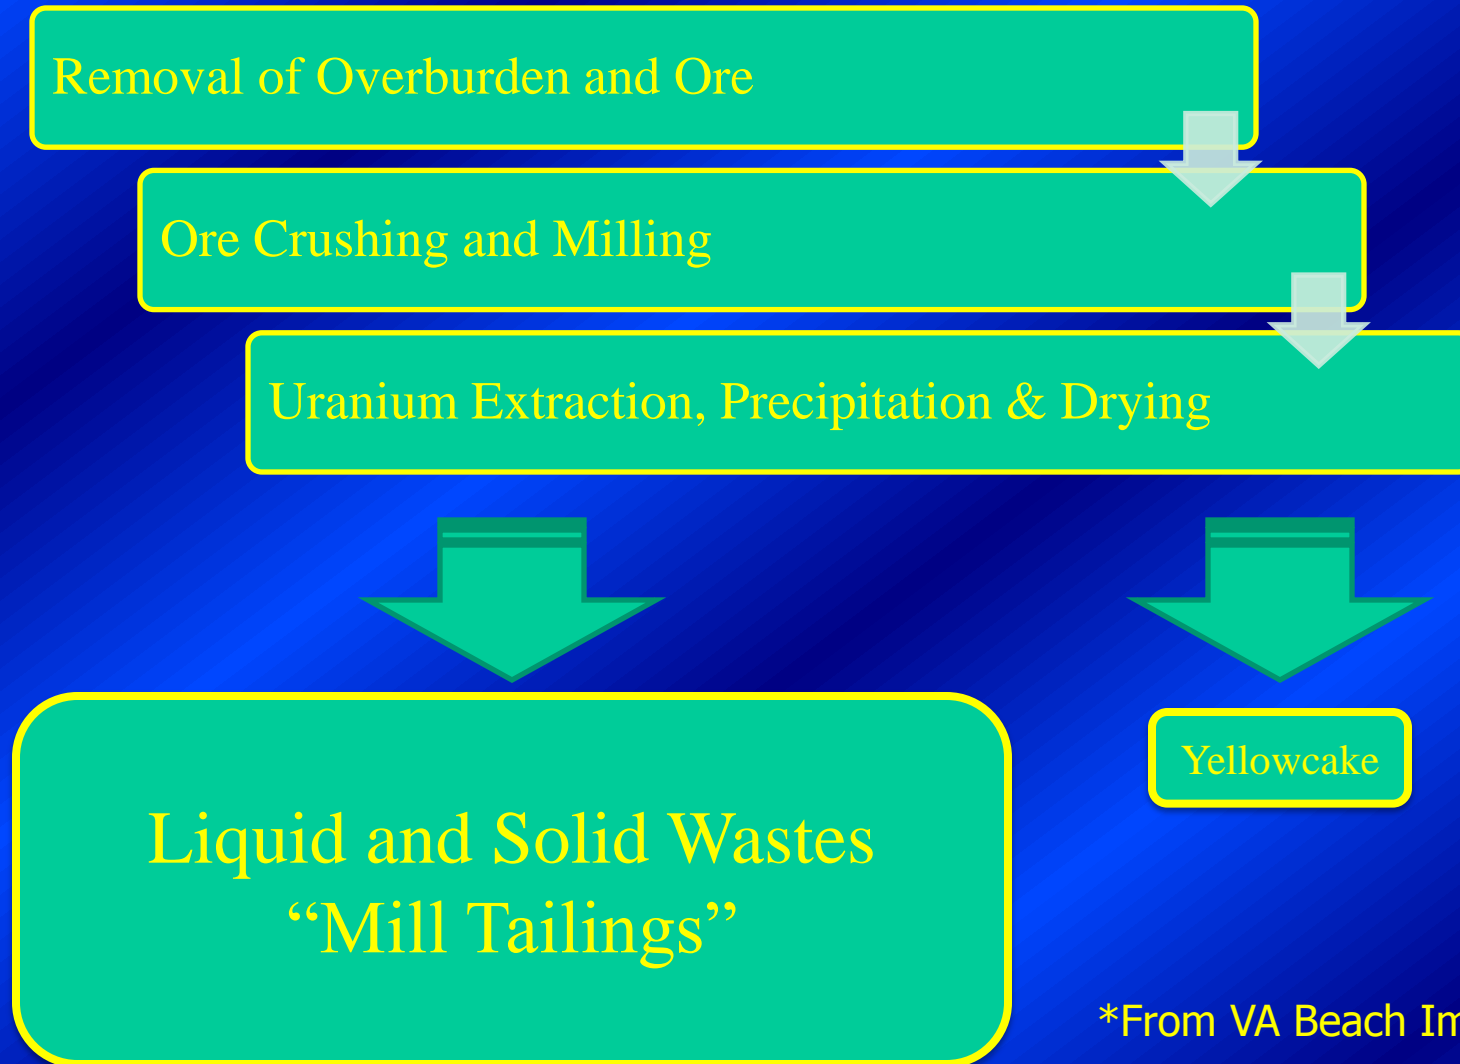 Removal of Overburden and Ore
Ore Crushing and Milling
Uranium Extraction, Precipitation & Drying
Yellowcake
Liquid and Solid Wastes
“Mill Tailings”
*From VA Beach